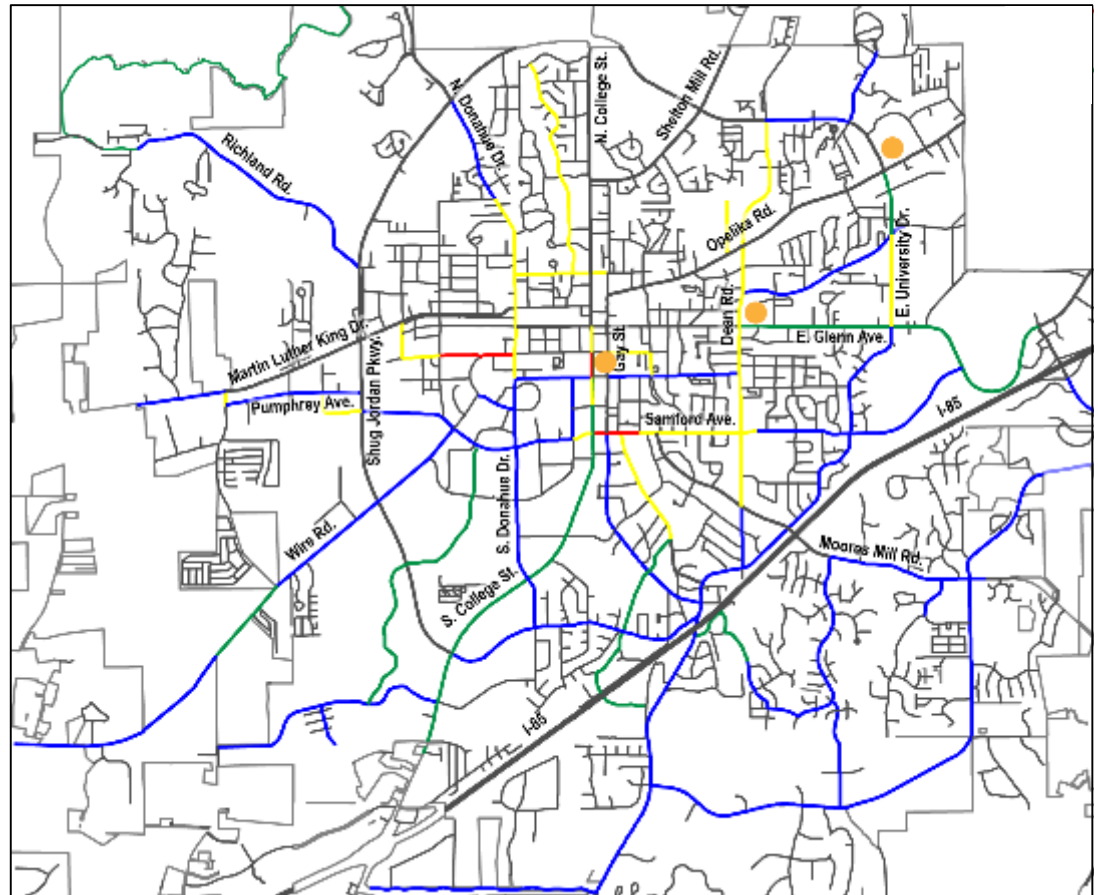 N. College St.
Shelton Mill Rd.
N. Donahue Dr.
Richland Rd.
Opelika Rd.
E. University Dr.
Dean Rd.
Martin Luther King Dr.
Shug Jordan Pkwy.
Gay St.
E. Glenn Ave.
I-85
Pumphrey Ave.
Samford Ave.
S. Donahue Dr.
Wire Rd.
Moores Mill Rd.
S. College St.
I-85